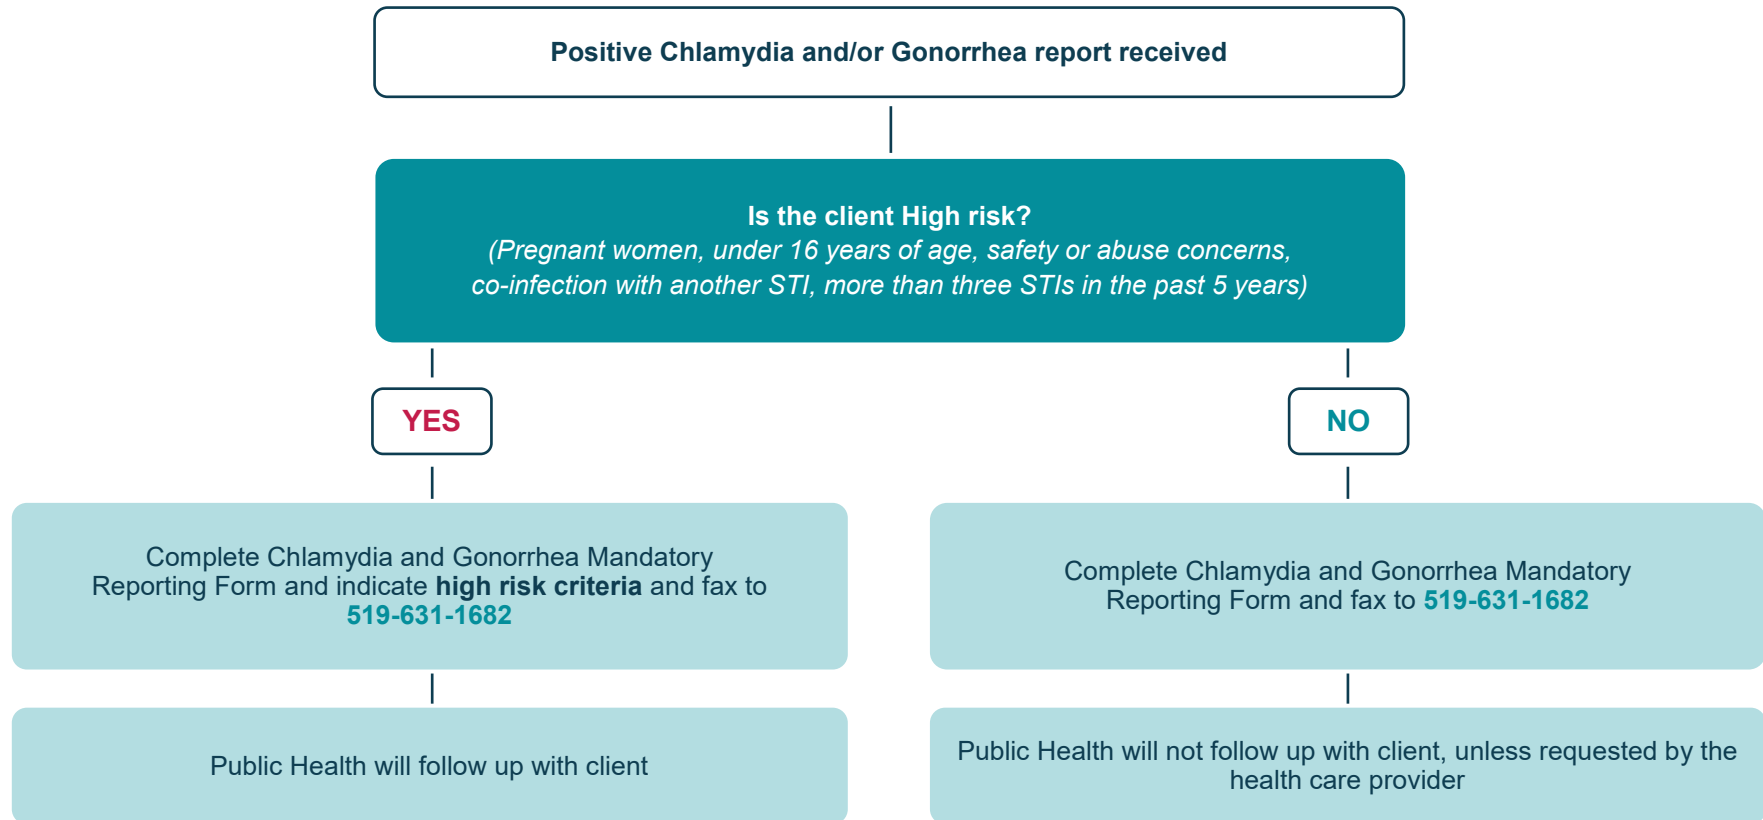 Positive Chlamydia and/or Gonorrhea report received
Is the client High risk?
(Pregnant women, under 16 years of age, safety or abuse concerns,
co-infection with another STI, more than three STIs in the past 5 years)
YES
NO
Complete Chlamydia and Gonorrhea Mandatory
Reporting Form and indicate high risk criteria and fax to
519-631-1682
Complete Chlamydia and Gonorrhea Mandatory
Reporting Form and fax to 519-631-1682
Public Health will follow up with client
Public Health will not follow up with client, unless requested by the
health care provider